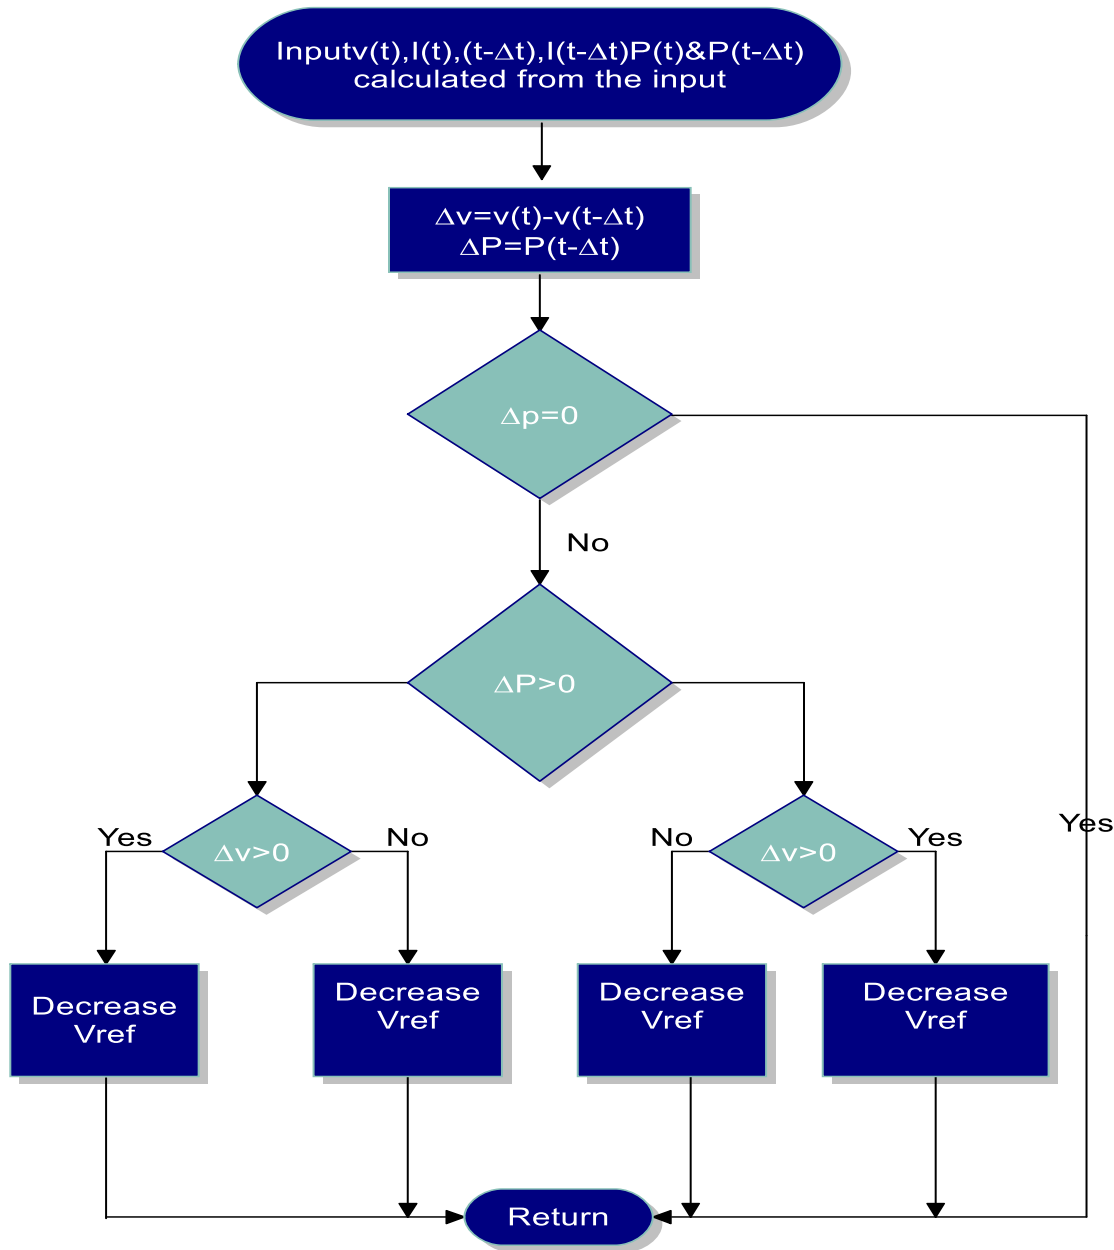 Inputv(t),I(t),(t-Δt),I(t-Δt)P(t)&P(t-Δt)
calculated from the input
Δv=v(t)-v(t-Δt)
ΔP=P(t-Δt)
Δp=0
No
ΔP>0
Yes
Yes
Δv>0
No
No
Δv>0
Yes
Decrease
Vref
Decrease
Vref
Decrease
Vref
Decrease
Vref
Return